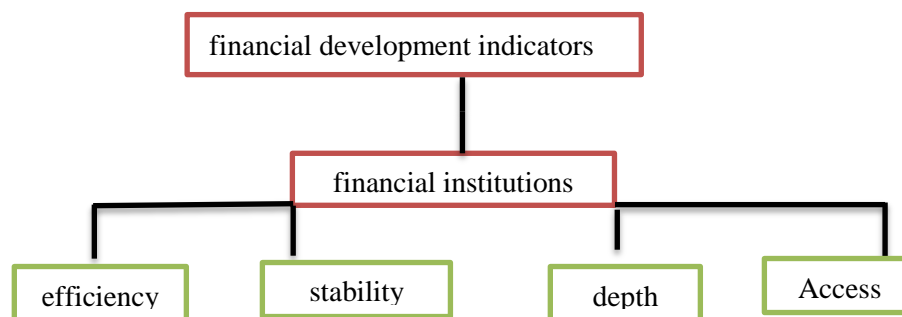 financial development indicators
financial institutions
efficiency
stability
depth
Access